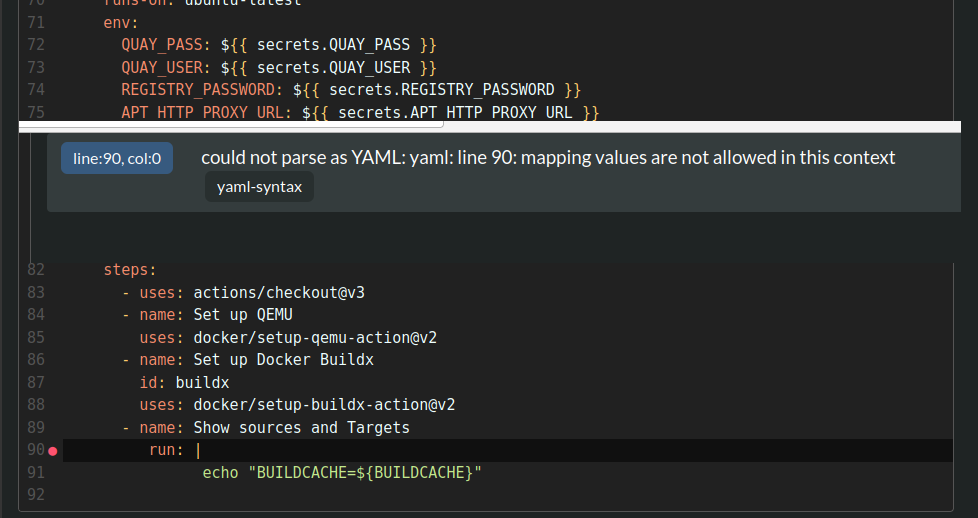 70 runs-on: ubuntu-latest
71 env:
72 QUAY_PASS: ${{ secrets.QUAY_PASS }}
73 QUAY_USER: ${{ secrets.QUAY_USER }}
74 REGISTRY_PASSWORD: ${{ secrets.REGISTRY_PASSWORD }}
75 APT_HTTP_PROXY_URL: ${{ secrets.APT_HTTP_PROXY_URL }}
line:90, col:0 could not parse as YAML: yaml: line 90: mapping values are not allowed in this context
yaml-syntax
82 steps:
83 - uses: actions/checkout@v3
84 - name: Set up QEMU
85 uses: docker/setup-qemu-action@v2
86 - name: Set up Docker Buildx
87 id: buildx
88 uses: docker/setup-buildx-action@v2
89 - name: Show sources and Targets
90 run: |
91 echo "BUILDCACHE=${BUILDCACHE}"
92